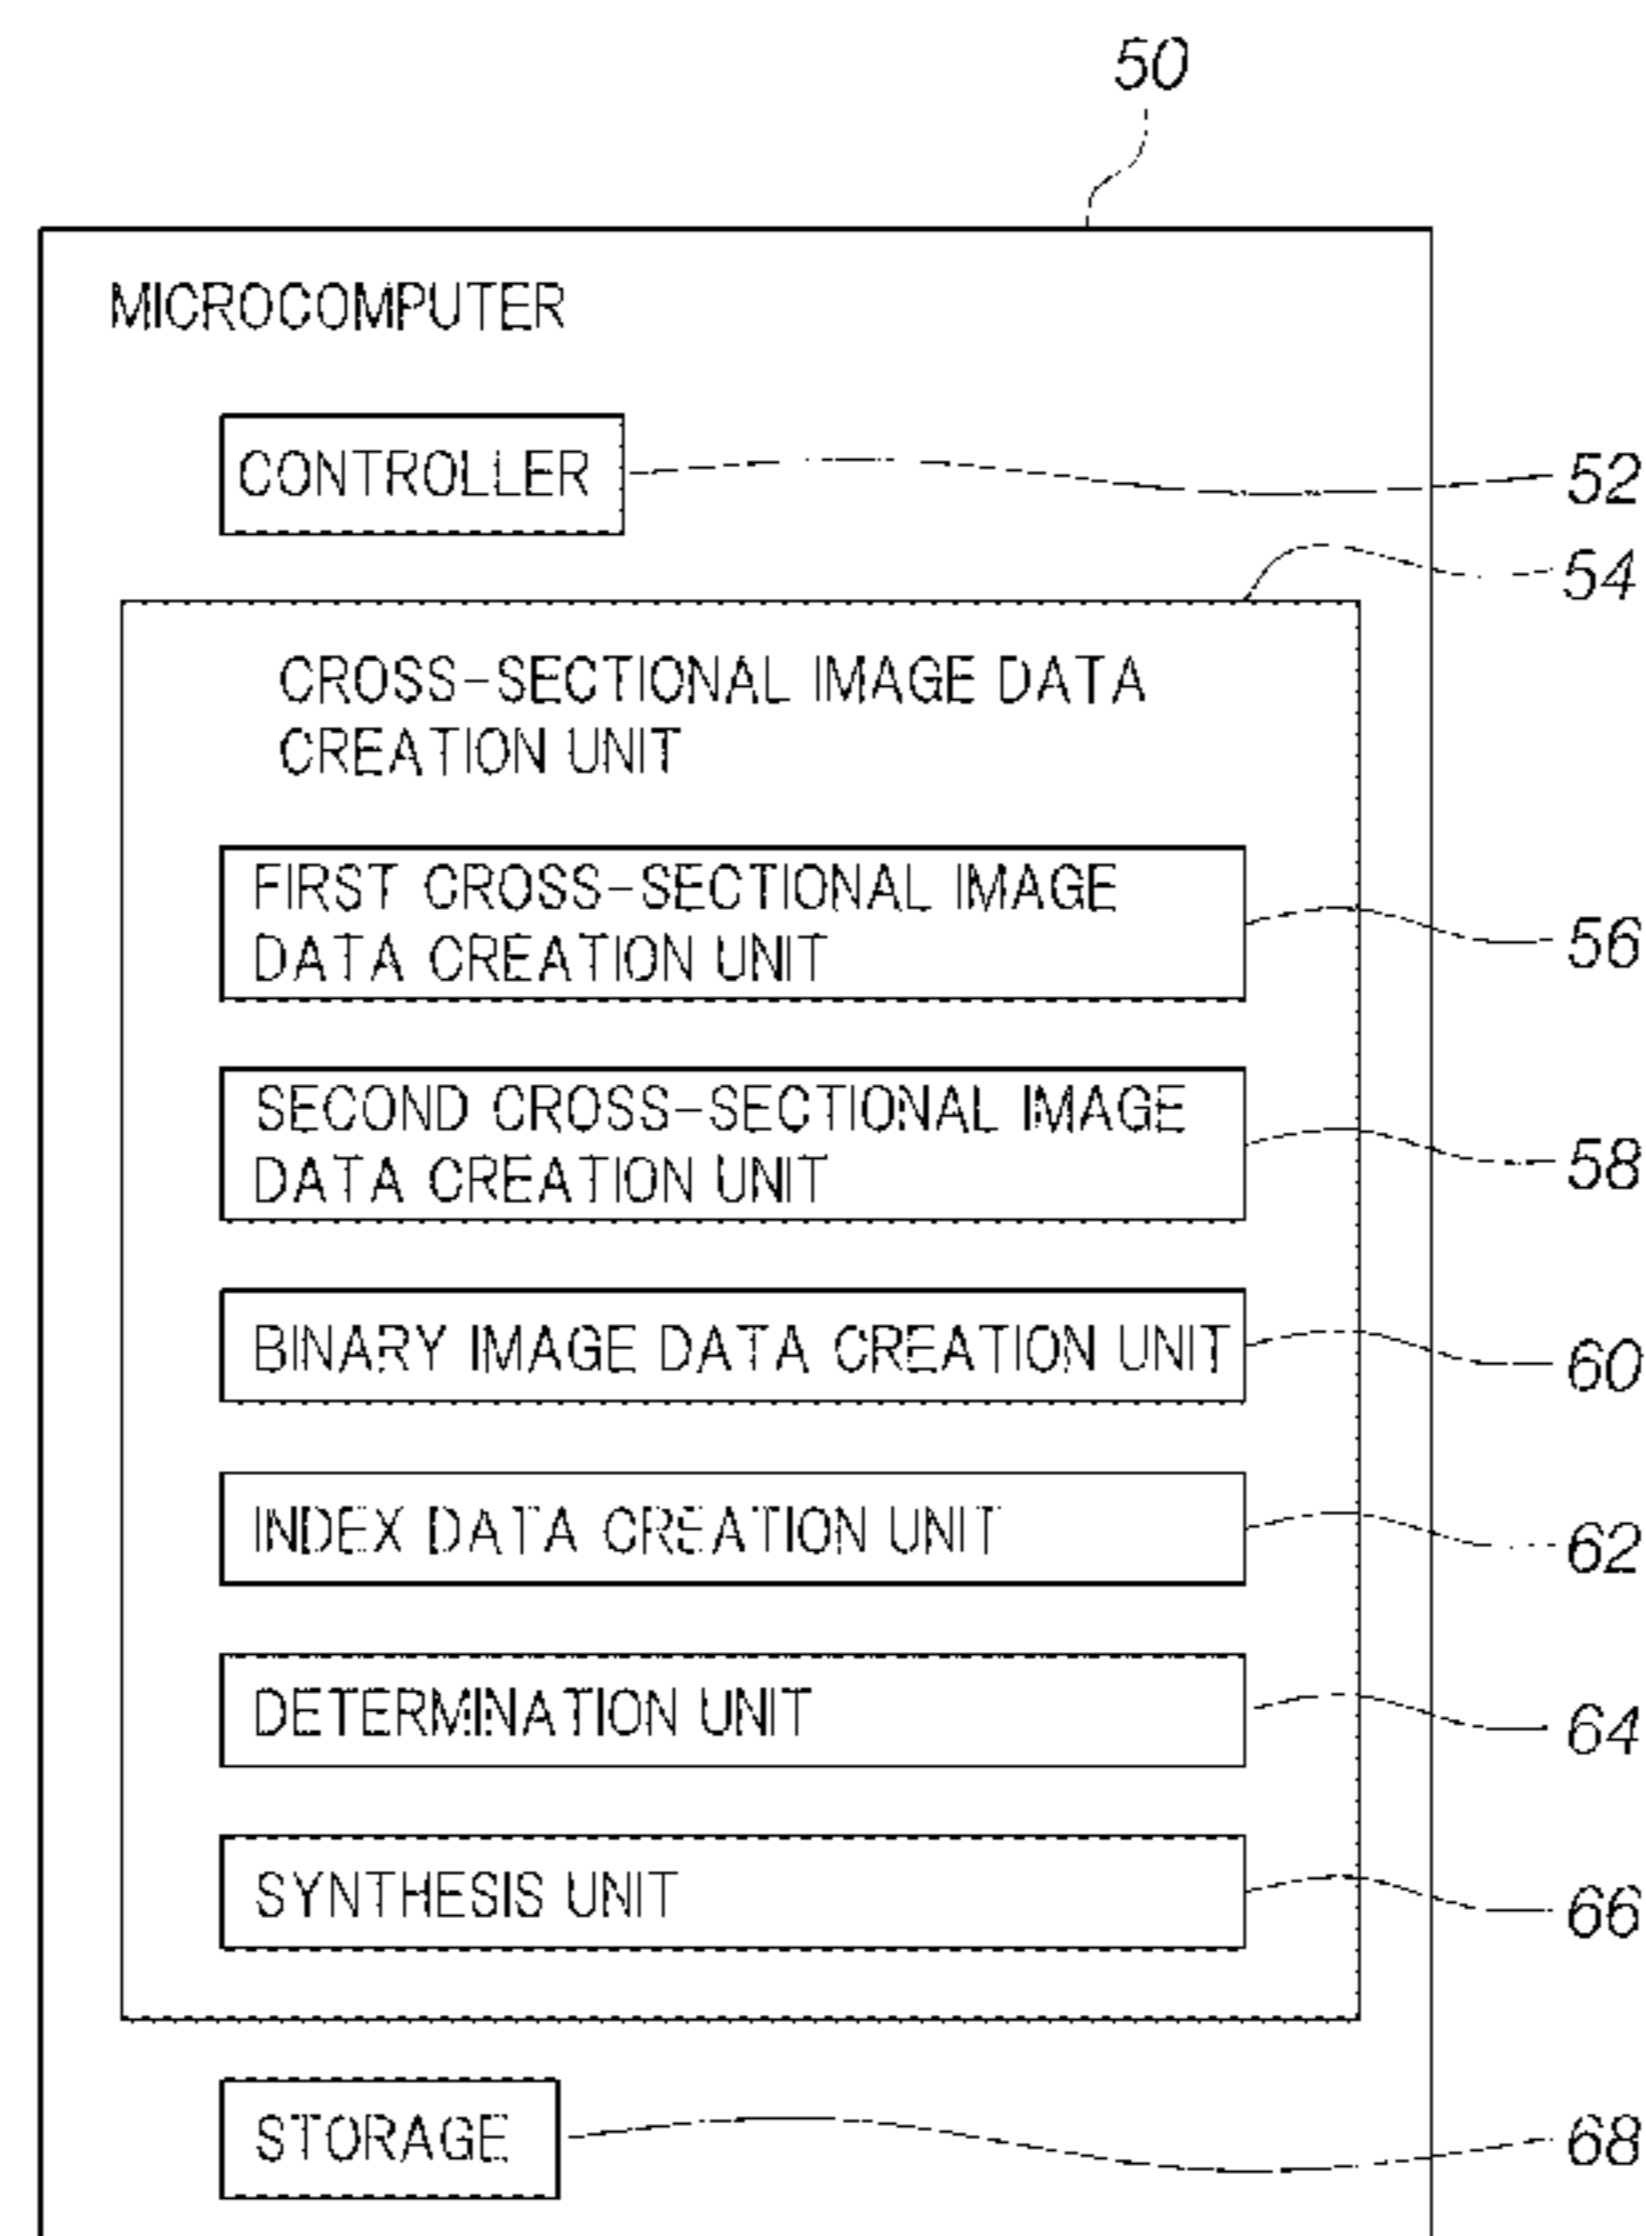 50
MICROCOMPUTER
CONTROLLER
52
54
CROSS-SECTIONAL IMAGE DATA
CREATION UNIT
FIRST CROSS-SECTIONAL IMAGE
DATA CREATION UNIT
56
SECOND CROSS-SECTIONAL IMAGE
DATA CREATION UNIT
58
BINARY IMAGE DATA CREATION UNIT
60
INDEX DATA CREATION UNIT
62
DETERMINATION UNIT
64
SYNTHESIS UNIT
66
STORAGE
68